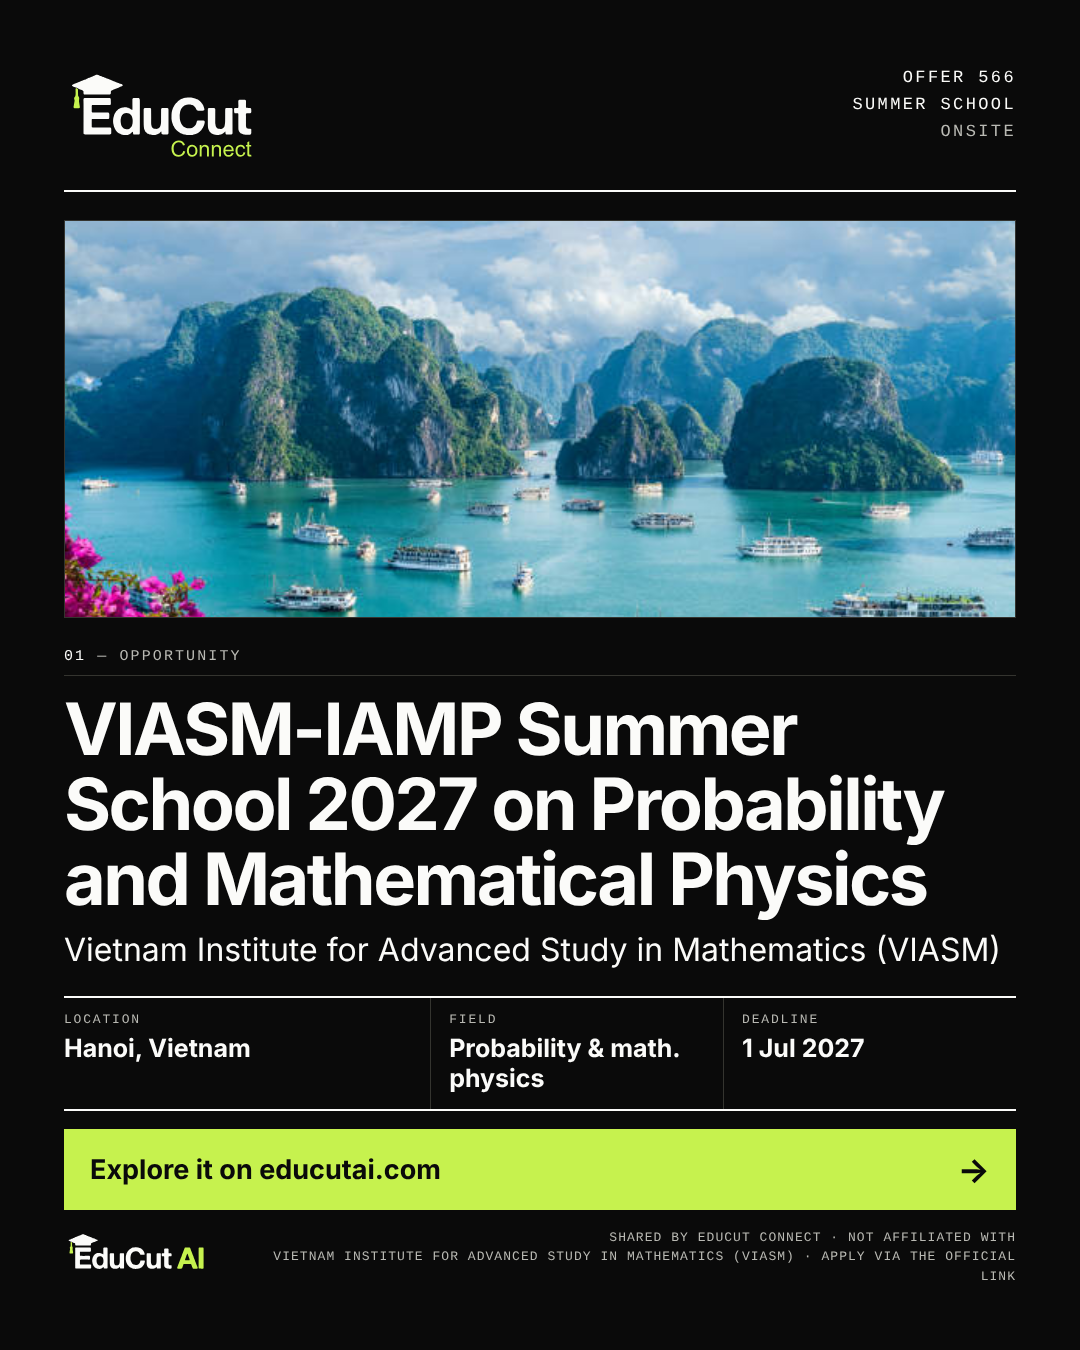 EduCut
Connect
OFFER 566
SUMMER SCHOOL
ONSITE
01 — OPPORTUNITY
VIASM-IAMP Summer
School 2027 on Probability
and Mathematical Physics
Vietnam Institute for Advanced Study in Mathematics (VIASM)
LOCATION
Hanoi, Vietnam
FIELD
Probability & math.
physics
DEADLINE
1 Jul 2027
Explore it on educutai.com →
EduCut AI
SHARED BY EDUCUT CONNECT · NOT AFFILIATED WITH
VIETNAM INSTITUTE FOR ADVANCED STUDY IN MATHEMATICS (VIASM) · APPLY VIA THE OFFICIAL
LINK